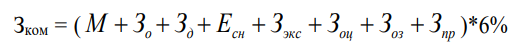 Зком = ( М + Зо + Зд + Есн + Зэкс + Зоц + Зоз + Зпр )*6%